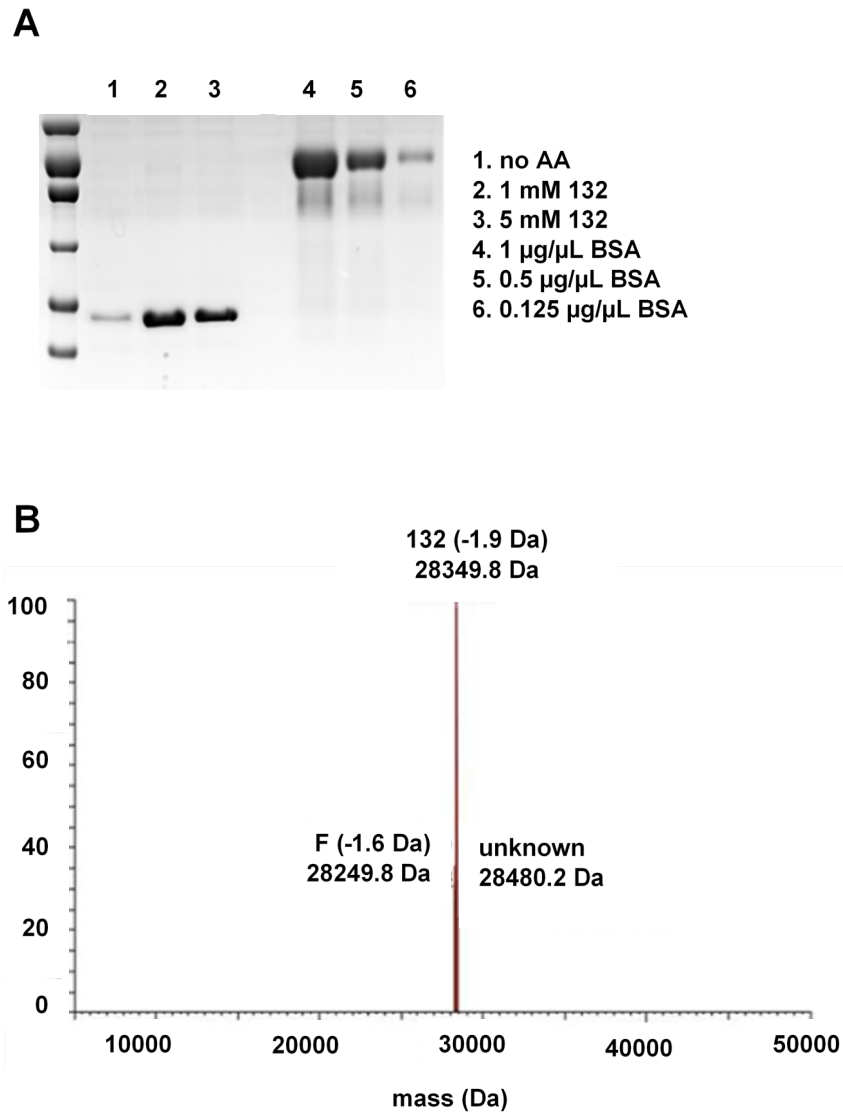 A
1 2 3 4 5 6
1. no AA
2. 1 mM 132
3. 5 mM 132
4. 1 µg/µL BSA
5. 0.5 µg/µL BSA
6. 0.125 µg/µL BSA
B
132 (-1.9 Da)
28349.8 Da
100
80
60
40
20
0
F (-1.6 Da)
28249.8 Da
unknown
28480.2 Da
10000 20000 30000 40000 50000
mass (Da)